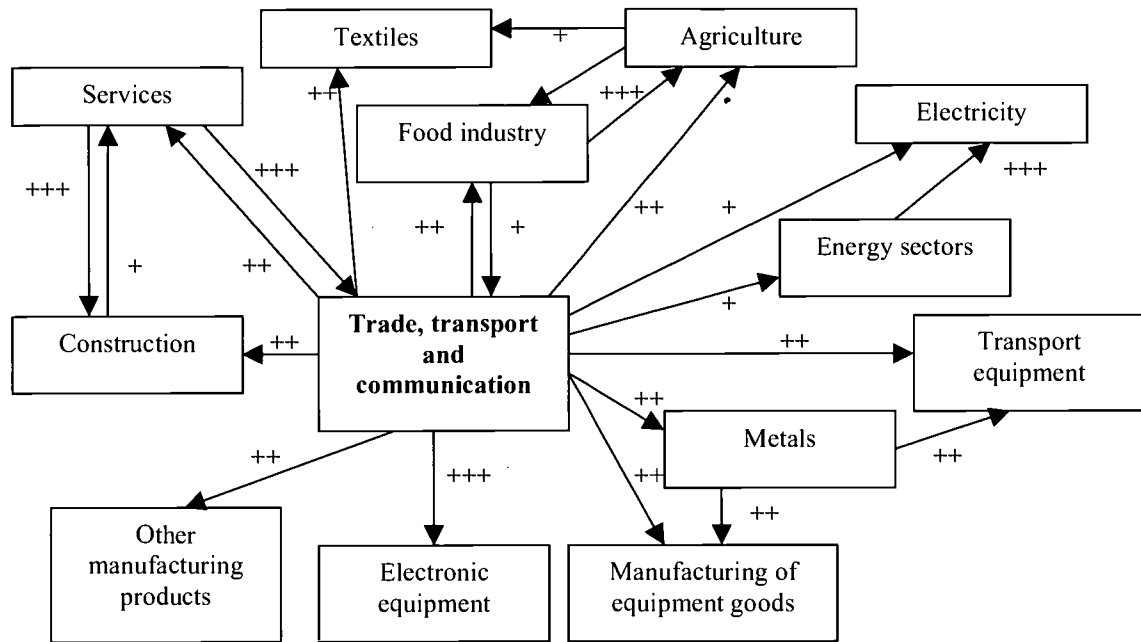 Textiles
+
Agriculture
Services
++
+++
Food industry
Electricity
+++
+++
+++
++
+
++
+
Energy sectors
+
++
+
Construction
++
Trade, transport
and
communication
++
Transport
equipment
++
Metals
++
+++
++
++
++
Other
manufacturing
products
Electronic
equipment
Manufacturing of
equipment goods